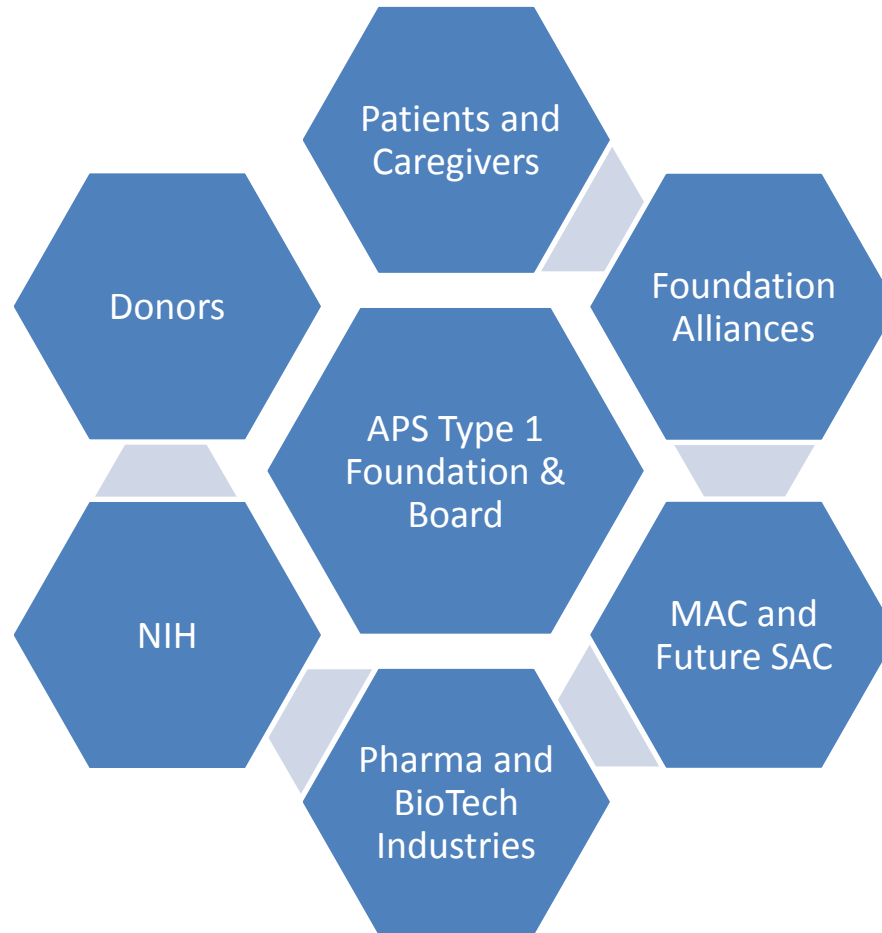 Patients and
Caregivers
Donors
Foundation
Alliances
APS Type 1
Foundation &
Board
NIH
MAC and
Future SAC
Pharma and
BioTech
Industries